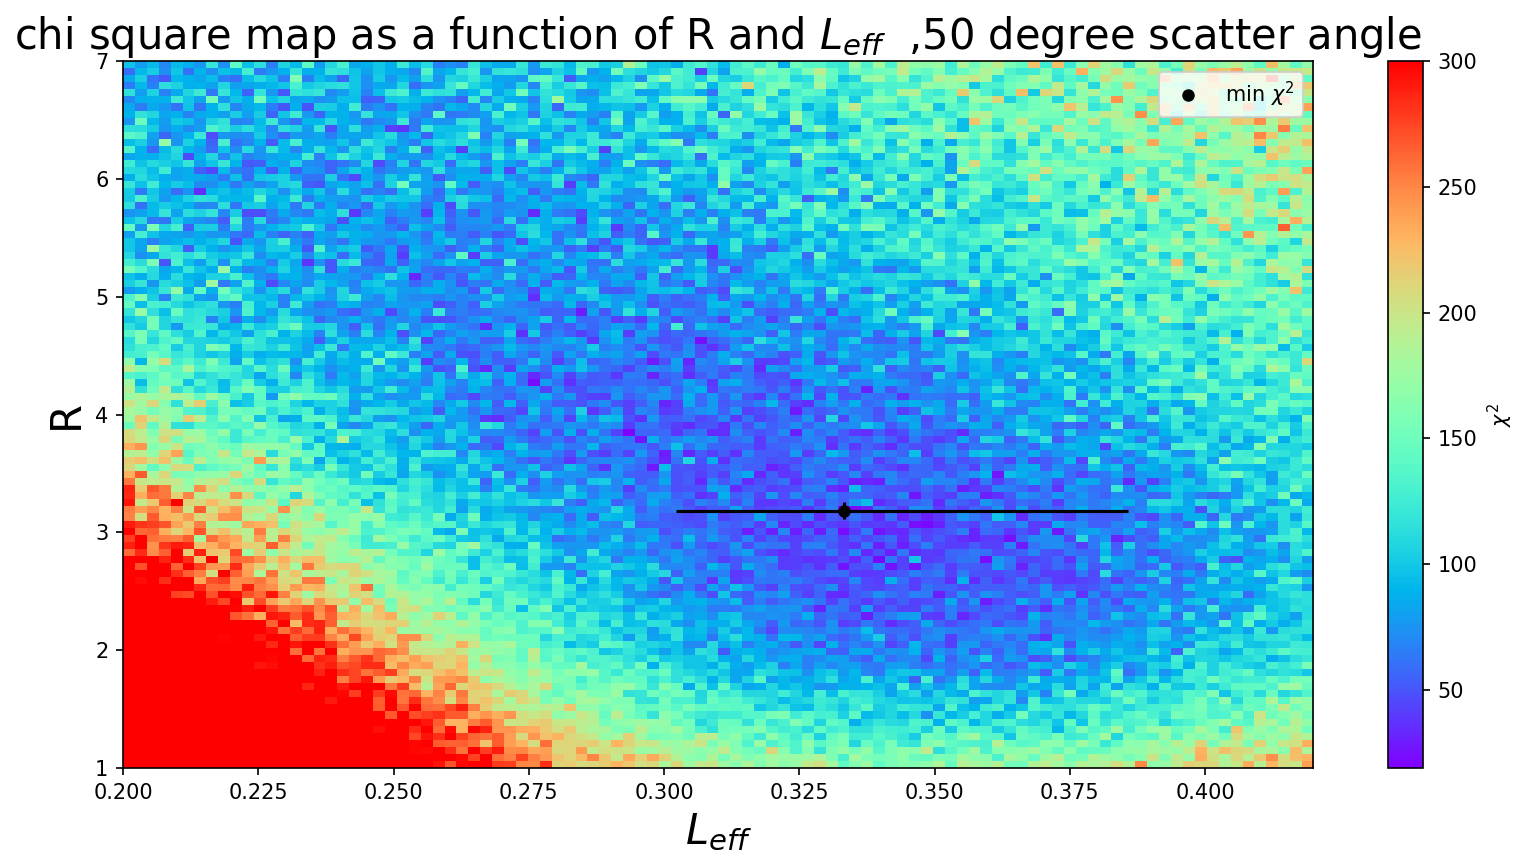 chi square map as a function of R and L_eff ,50 degree scatter angle
min χ²
7
6
5
4
3
2
1
R
0.200 0.225 0.250 0.275 0.300 0.325 0.350 0.375 0.400
L_eff
300
250
200
150
100
50
χ²